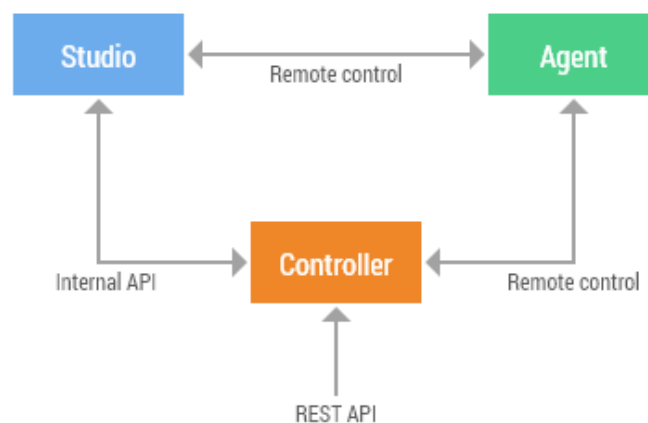 Studio
Agent
Remote control
Controller
Internal API
Remote control
REST API